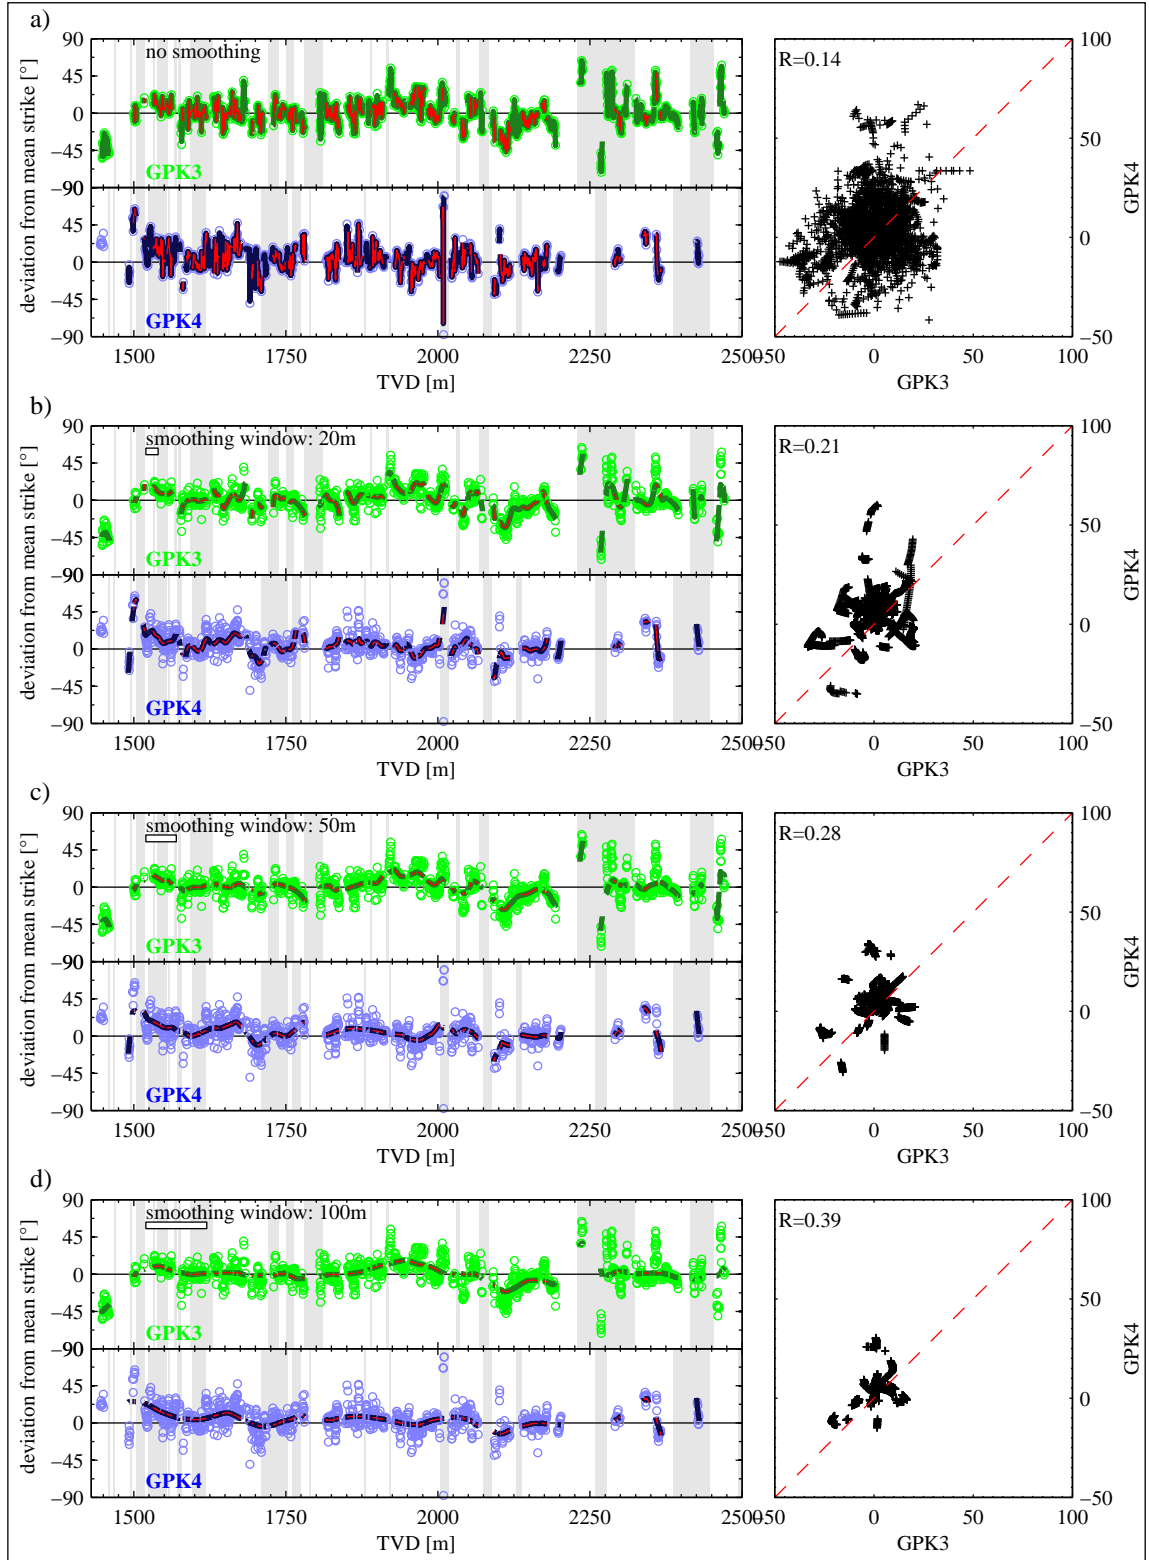 a)
no smoothing
GPK3
GPK4
deviation from mean strike [°]
90
45
0
−45
−90
45
0
−45
−90
1500
1750
2000
2250
2500
TVD [m]
R=0.14
100
50
0
−50
GPK4
−50
0
50
100
GPK3
b)
smoothing window: 20m
GPK3
GPK4
deviation from mean strike [°]
90
45
0
−45
−90
45
0
−45
−90
1500
1750
2000
2250
2500
TVD [m]
R=0.21
100
50
0
−50
GPK4
−50
0
50
100
GPK3
c)
smoothing window: 50m
GPK3
GPK4
deviation from mean strike [°]
90
45
0
−45
−90
45
0
−45
−90
1500
1750
2000
2250
2500
TVD [m]
R=0.28
100
50
0
−50
GPK4
−50
0
50
100
GPK3
d)
smoothing window: 100m
GPK3
GPK4
deviation from mean strike [°]
90
45
0
−45
−90
45
0
−45
−90
1500
1750
2000
2250
2500
TVD [m]
R=0.39
100
50
0
−50
GPK4
−50
0
50
100
GPK3